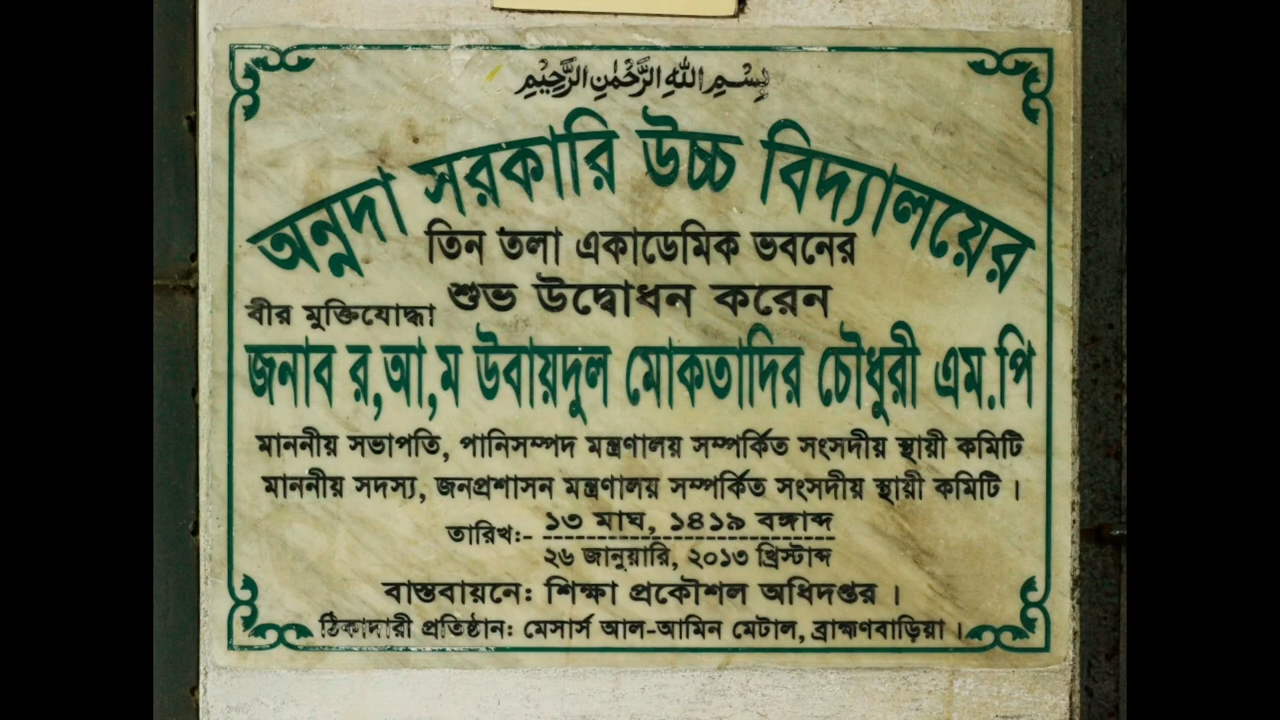 بِسْمِ اللهِ الرَّحْمٰنِ الرَّحِيْمِ
অন্নদা সরকারি উচ্চ বিদ্যালয়ের
তিন তলা একাডেমিক ভবনের
শুভ উদ্বোধন করেন
বীর মুক্তিযোদ্ধা
জনাব র,আ,ম উবায়দুল মোকতাদির চৌধুরী এম.পি
মাননীয় সভাপতি, পানিসম্পদ মন্ত্রণালয় সম্পর্কিত সংসদীয় স্থায়ী কমিটি
মাননীয় সদস্য, জনপ্রশাসন মন্ত্রণালয় সম্পর্কিত সংসদীয় স্থায়ী কমিটি ।
তারিখ:- ১৩ মাঘ, ১৪১৯ বঙ্গাব্দ
২৬ জানুয়ারি, ২০১৩ খ্রিস্টাব্দ
বাস্তবায়নে: শিক্ষা প্রকৌশল অধিদপ্তর ।
ঠিকাদারী প্রতিষ্ঠান: মেসার্স আল-আমিন মেটাল, ব্রাহ্মণবাড়িয়া ।